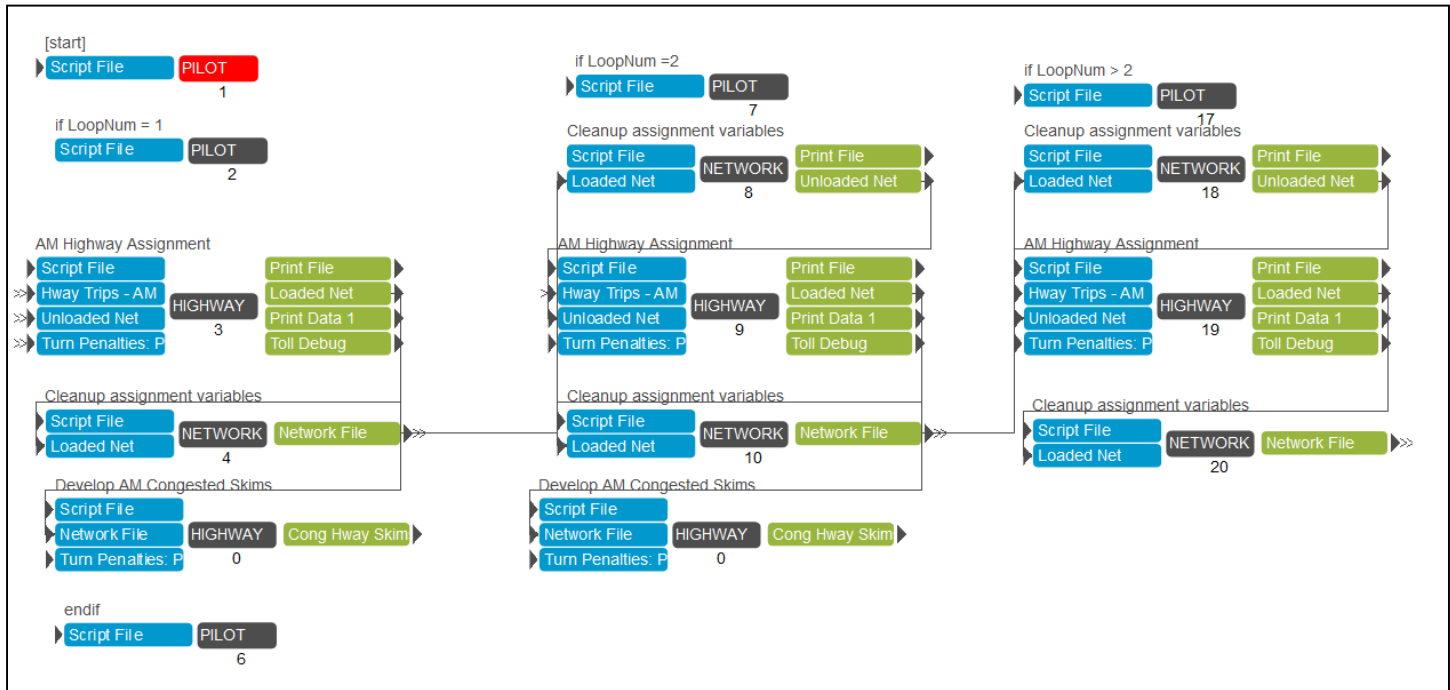 [start]
Script File PILOT
1
if LoopNum = 1
Script File PILOT
2
AM Highway Assignment
Script File Print File
Hway Trips - AM HIGHWAY Loaded Net
Unloaded Net 3 Print Data 1
Turn Penalties: P Toll Debug
Cleanup assignment variables
Script File NETWORK Network File
Loaded Net 4
Develop AM Congested Skims
Script File
Network File HIGHWAY Cong Hway Skim
Turn Penalties: P 0
endif
Script File PILOT
6
if LoopNum =2
Script File PILOT
7
Cleanup assignment variables
Script File NETWORK Print File
Loaded Net 8 Unloaded Net
AM Highway Assignment
Script File Print File
Hway Trips - AM HIGHWAY Loaded Net
Unloaded Net 9 Print Data 1
Turn Penalties: P Toll Debug
Cleanup assignment variables
Script File NETWORK Network File
Loaded Net 10
Develop AM Congested Skims
Script File
Network File HIGHWAY Cong Hway Skim
Turn Penalties: P 0
if LoopNum > 2
Script File PILOT
17
Cleanup assignment variables
Script File NETWORK Print File
Loaded Net 18 Unloaded Net
AM Highway Assignment
Script File Print File
Hway Trips - AM HIGHWAY Loaded Net
Unloaded Net 19 Print Data 1
Turn Penalties: P Toll Debug
Cleanup assignment variables
Script File NETWORK Network File
Loaded Net 20